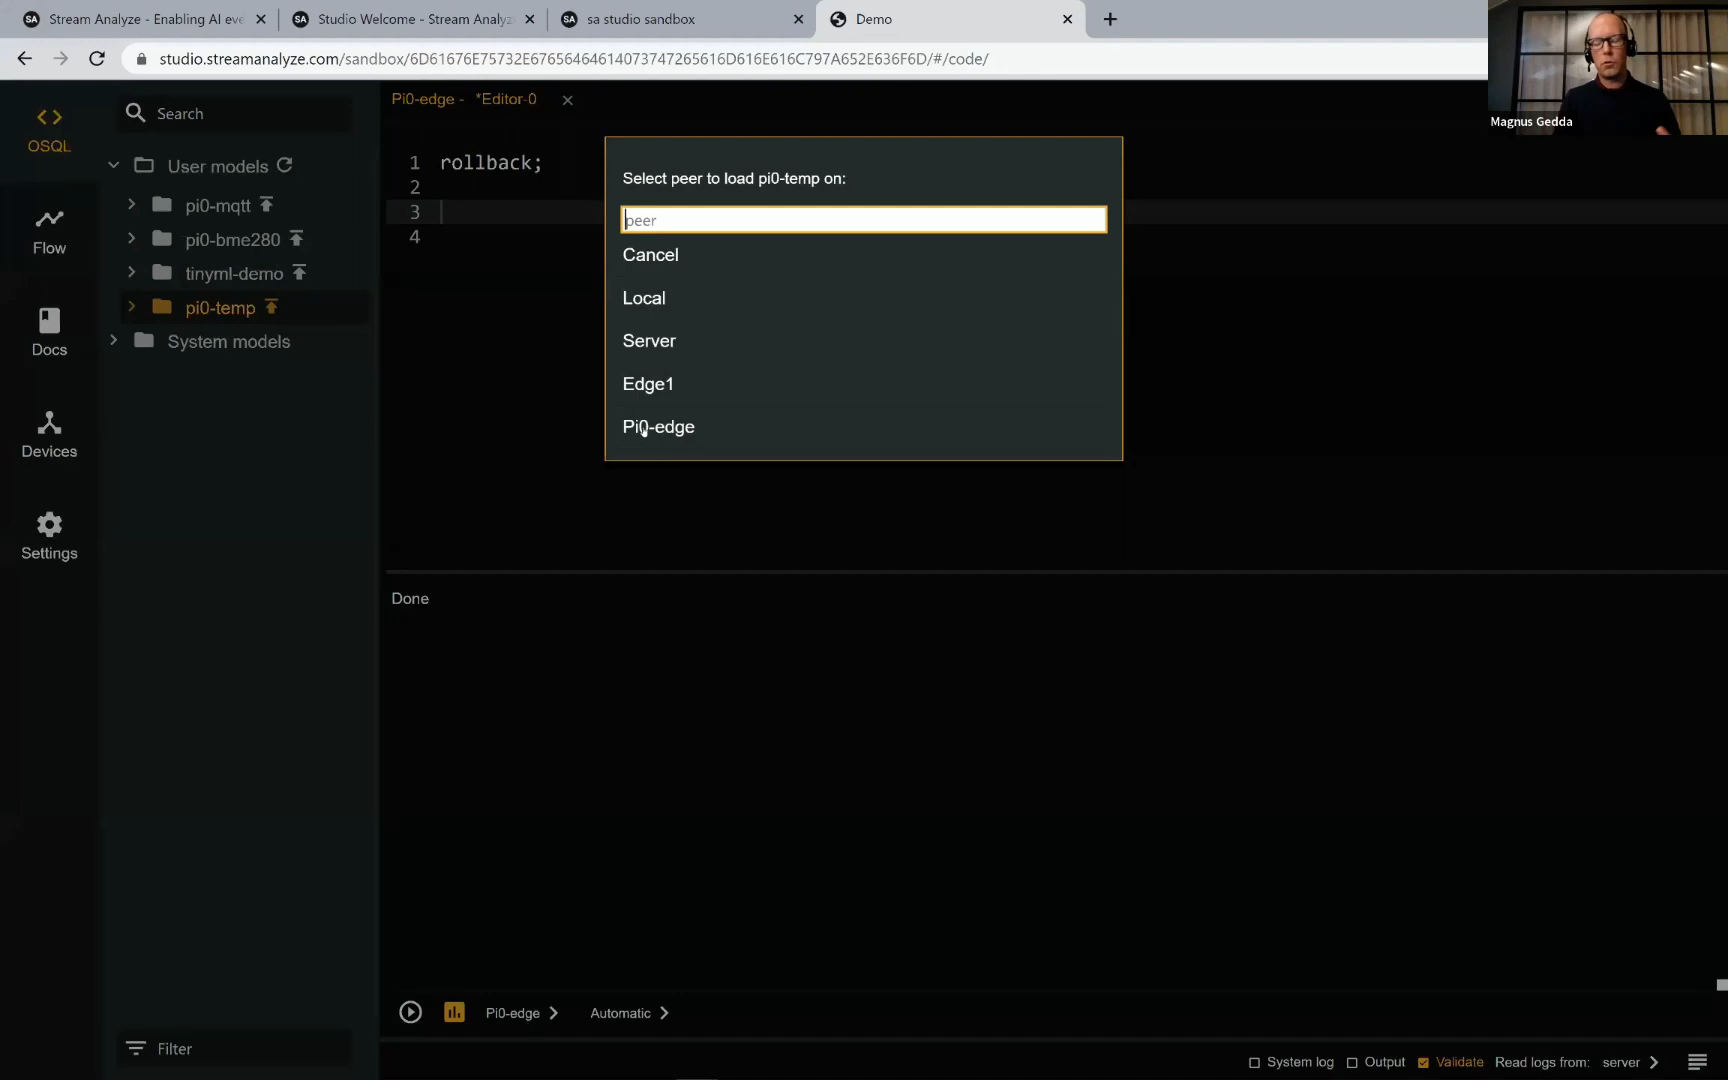 Stream Analyze - Enabling AI eve
Studio Welcome - Stream Analyz
sa studio sandbox
Demo
studio.streamanalyze.com/sandbox/6D61676E75732E67656464614073747265616D616E616C797A652E636F6D/#/code/
Magnus Gedda
OSQL
Flow
Docs
Devices
Settings
Search
User models
pi0-mqtt
pi0-bme280
tinyml-demo
pi0-temp
System models
Filter
Pi0-edge - *Editor-0
1 rollback;
2
3
4
Select peer to load pi0-temp on:
peer
Cancel
Local
Server
Edge1
Pi0-edge
Done
Pi0-edge
Automatic
System log
Output
Validate
Read logs from: server